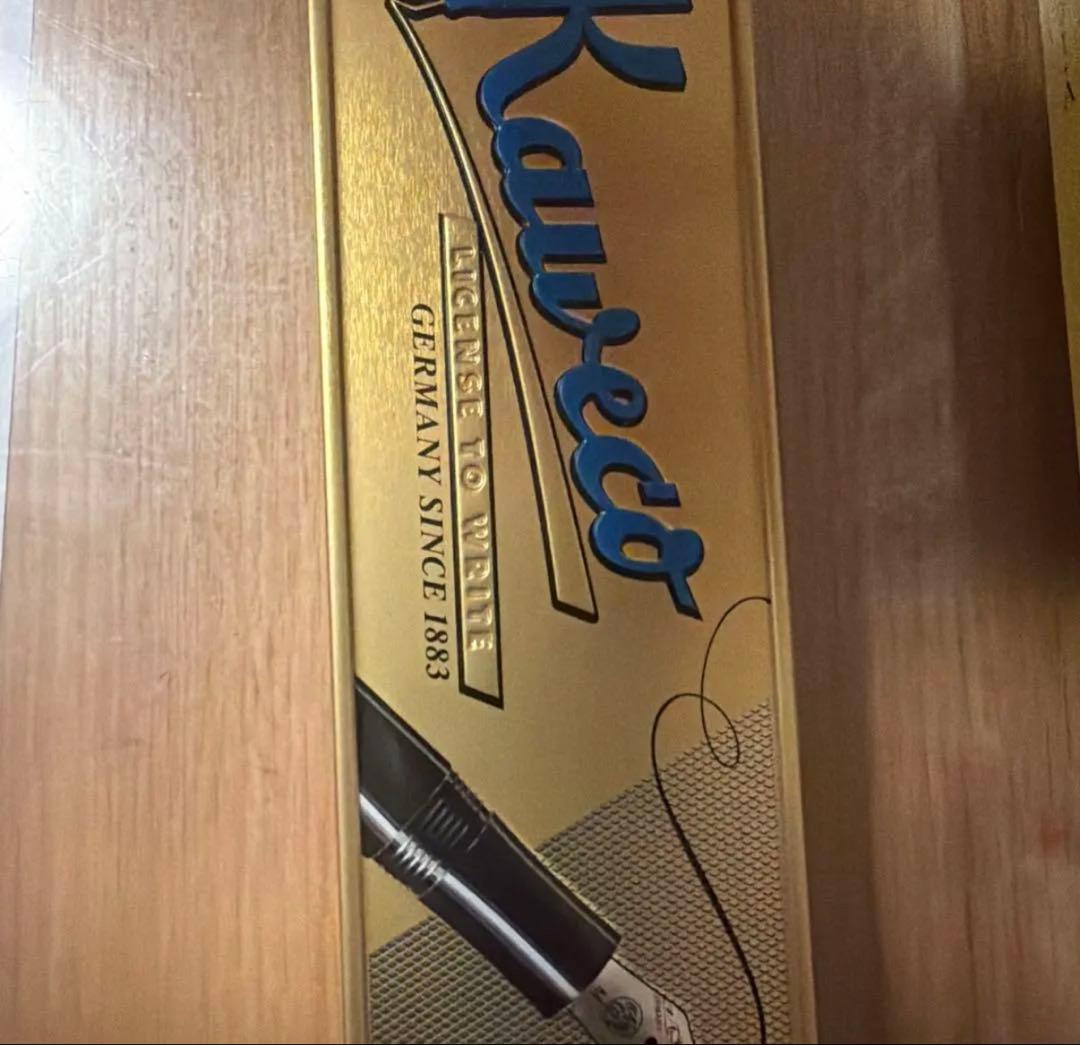 Kaweco
LICENSE TO WRITE
GERMANY SINCE 1883